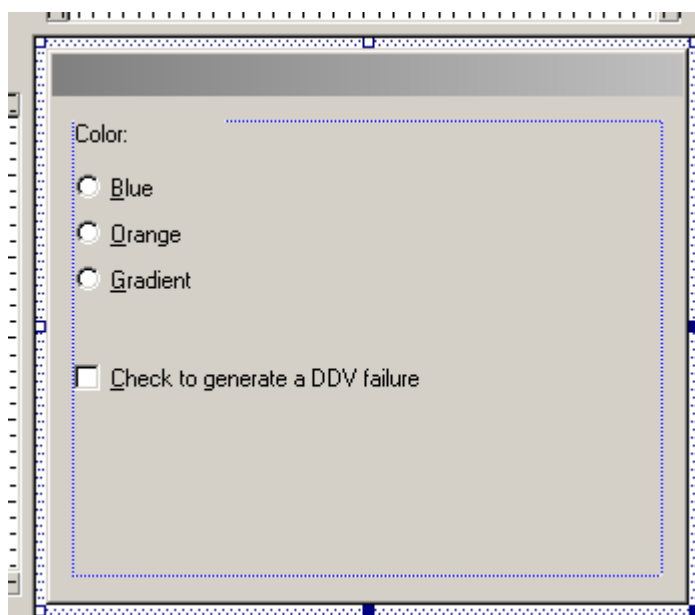 Color:
Blue
Orange
Gradient
Check to generate a DDV failure